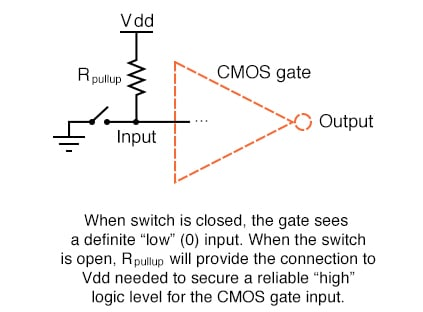 Vdd
Rpullup
CMOS gate
...
Output
Input
When switch is closed, the gate sees
a definite “low” (0) input. When the switch
is open, Rpullup will provide the connection to
Vdd needed to secure a reliable “high”
logic level for the CMOS gate input.